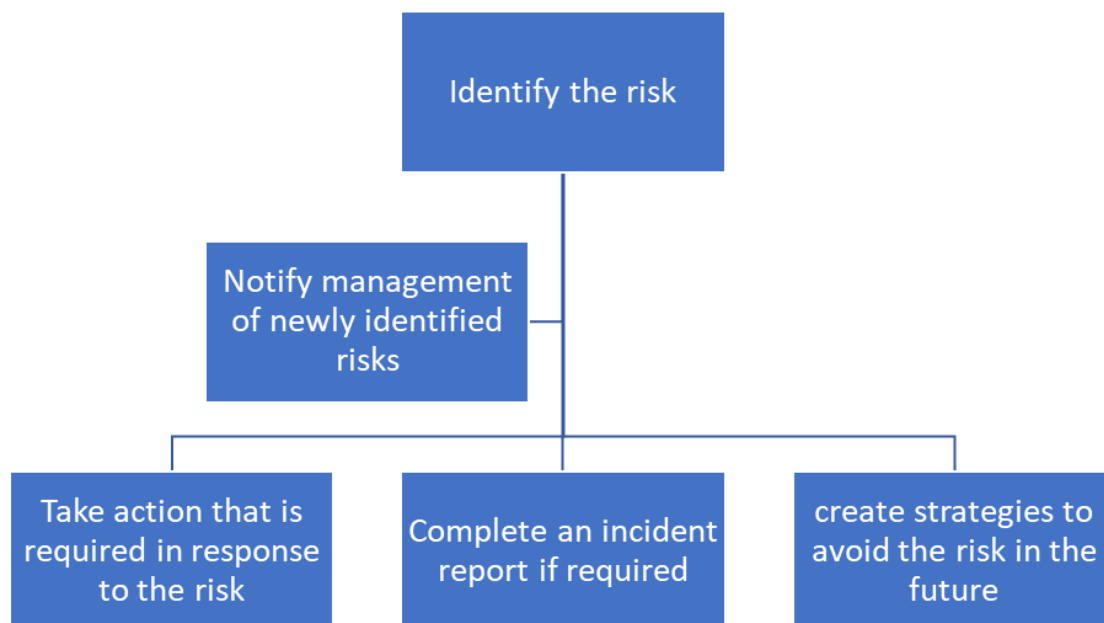 Identify the risk
Notify management
of newly identified
risks
Take action that is
required in response
to the risk
Complete an incident
report if required
create strategies to
avoid the risk in the
future